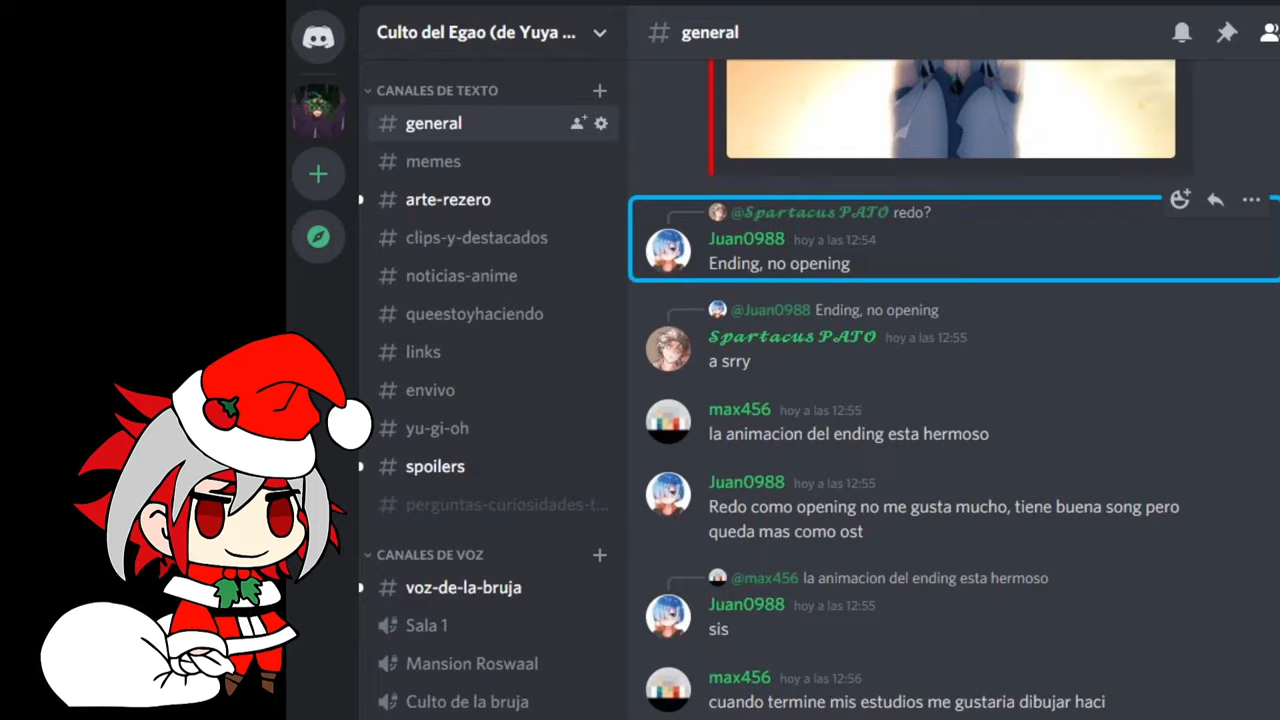 Culto del Egao (de Yuya ...
CANALES DE TEXTO
general
memes
arte-rezero
clips-y-destacados
noticias-anime
queestoyhaciendo
links
envivo
yu-gi-oh
spoilers
perguntas-curiosidades-t...
CANALES DE VOZ
voz-de-la-bruja
Sala 1
Mansion Roswaal
Culto de la bruja
general
@Spartacus PATO redo?
Juan0988 hoy a las 12:54
Ending, no opening
@Juan0988 Ending, no opening
Spartacus PATO hoy a las 12:55
a srry
max456 hoy a las 12:55
la animacion del ending esta hermoso
Juan0988 hoy a las 12:55
Redo como opening no me gusta mucho, tiene buena song pero
queda mas como ost
@max456 la animacion del ending esta hermoso
Juan0988 hoy a las 12:55
sis
max456 hoy a las 12:56
cuando termine mis estudios me gustaria dibujar haci